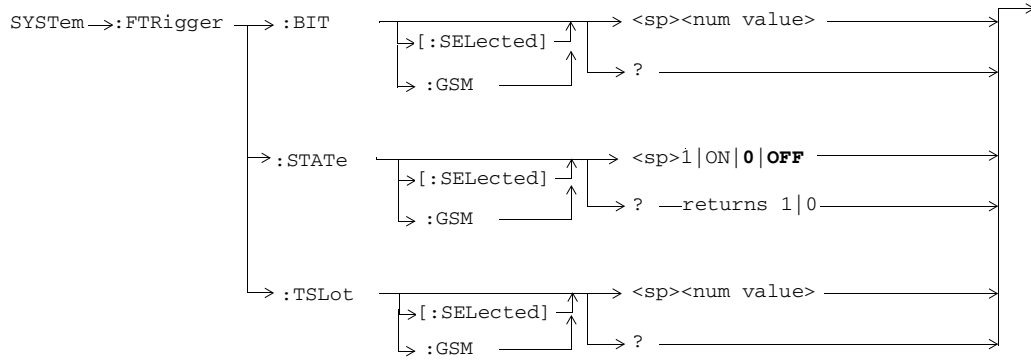 SYSTem :FTRigger :BIT <sp><num value>
[:SELected]
:GSM ?
:STATe <sp>1|ON|0|OFF
[:SELected]
:GSM ? returns 1|0
:TSLot <sp><num value>
[:SELected]
:GSM ?